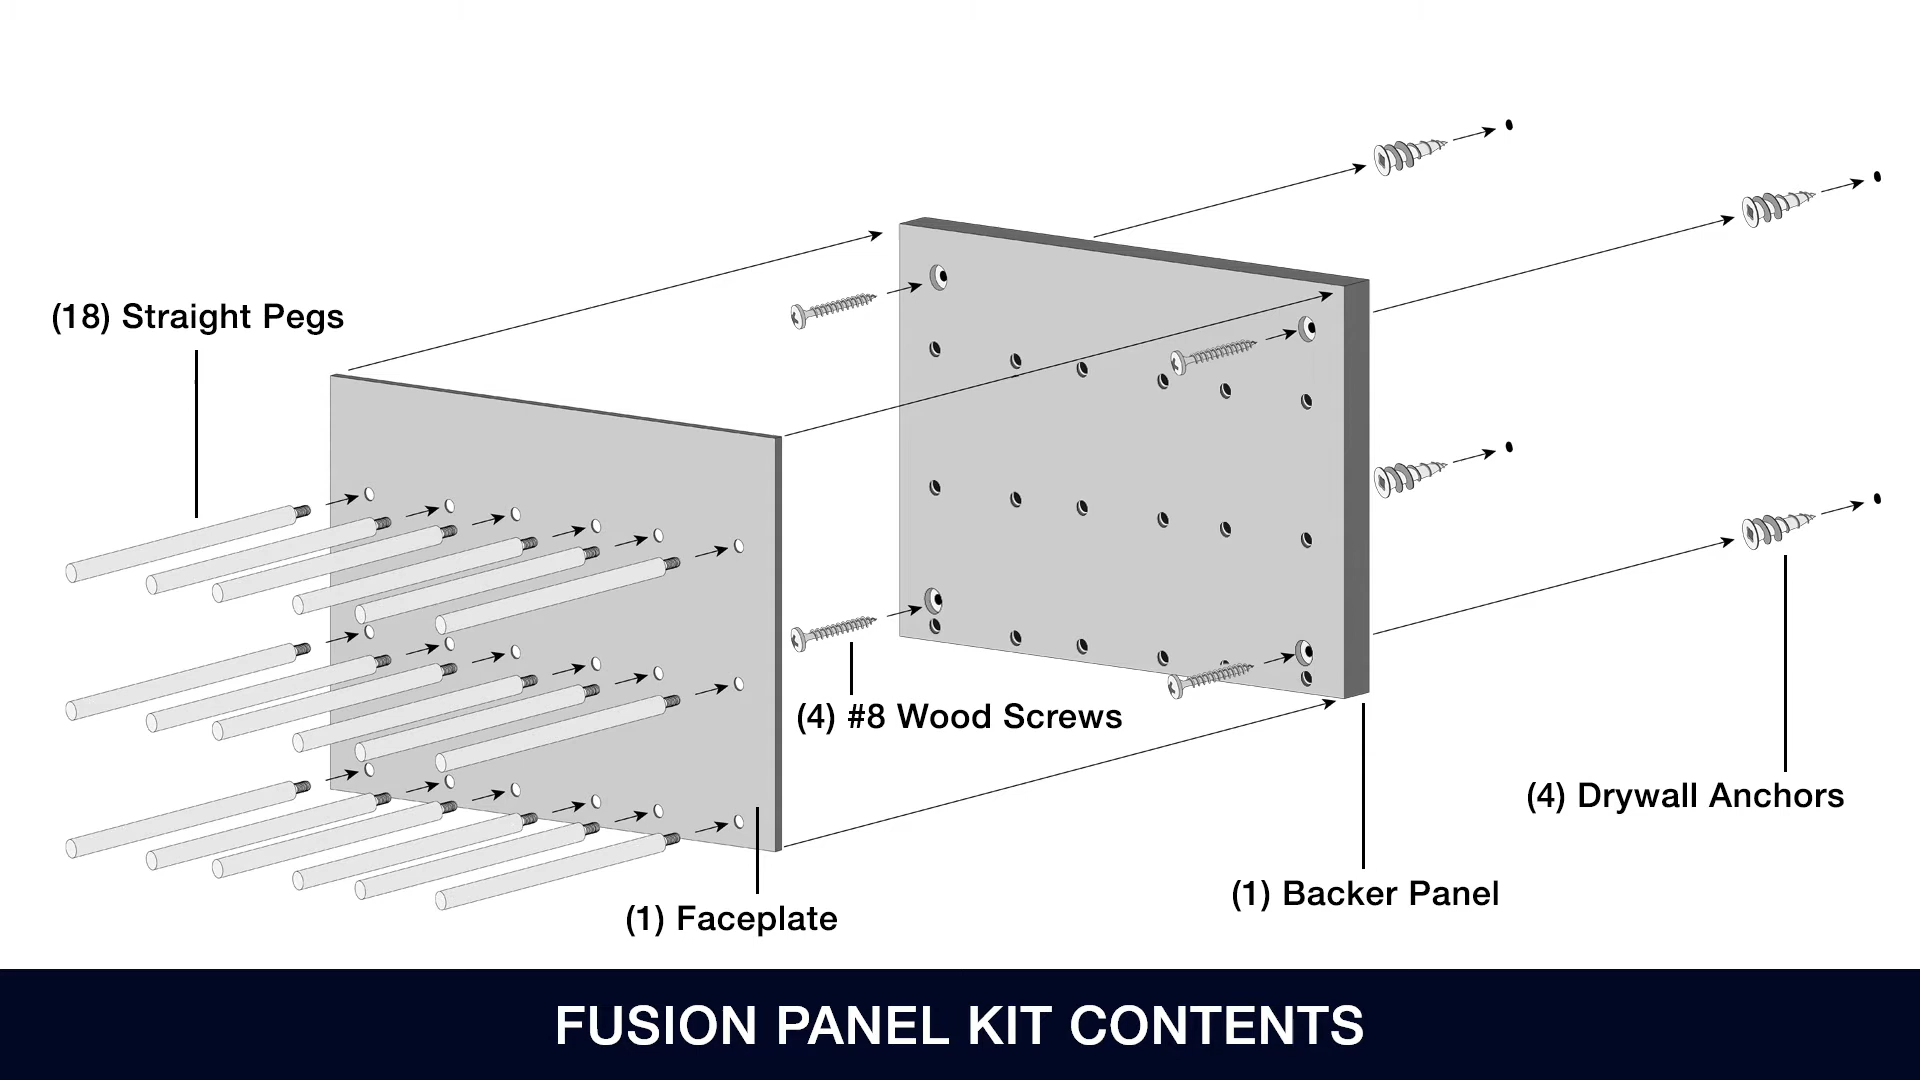 (18) Straight Pegs
(4) #8 Wood Screws
(4) Drywall Anchors
(1) Backer Panel
(1) Faceplate
FUSION PANEL KIT CONTENTS